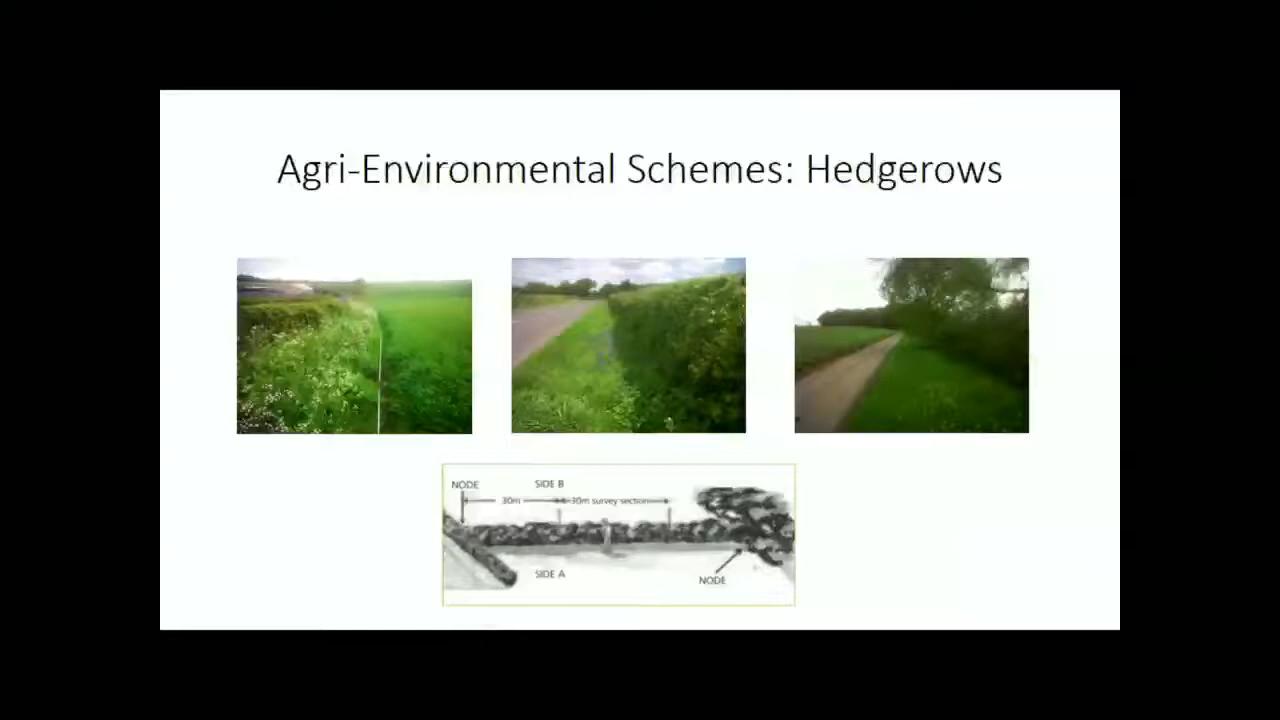 Agri-Environmental Schemes: Hedgerows
NODE
SIDE B
30m
30m survey section
SIDE A
NODE